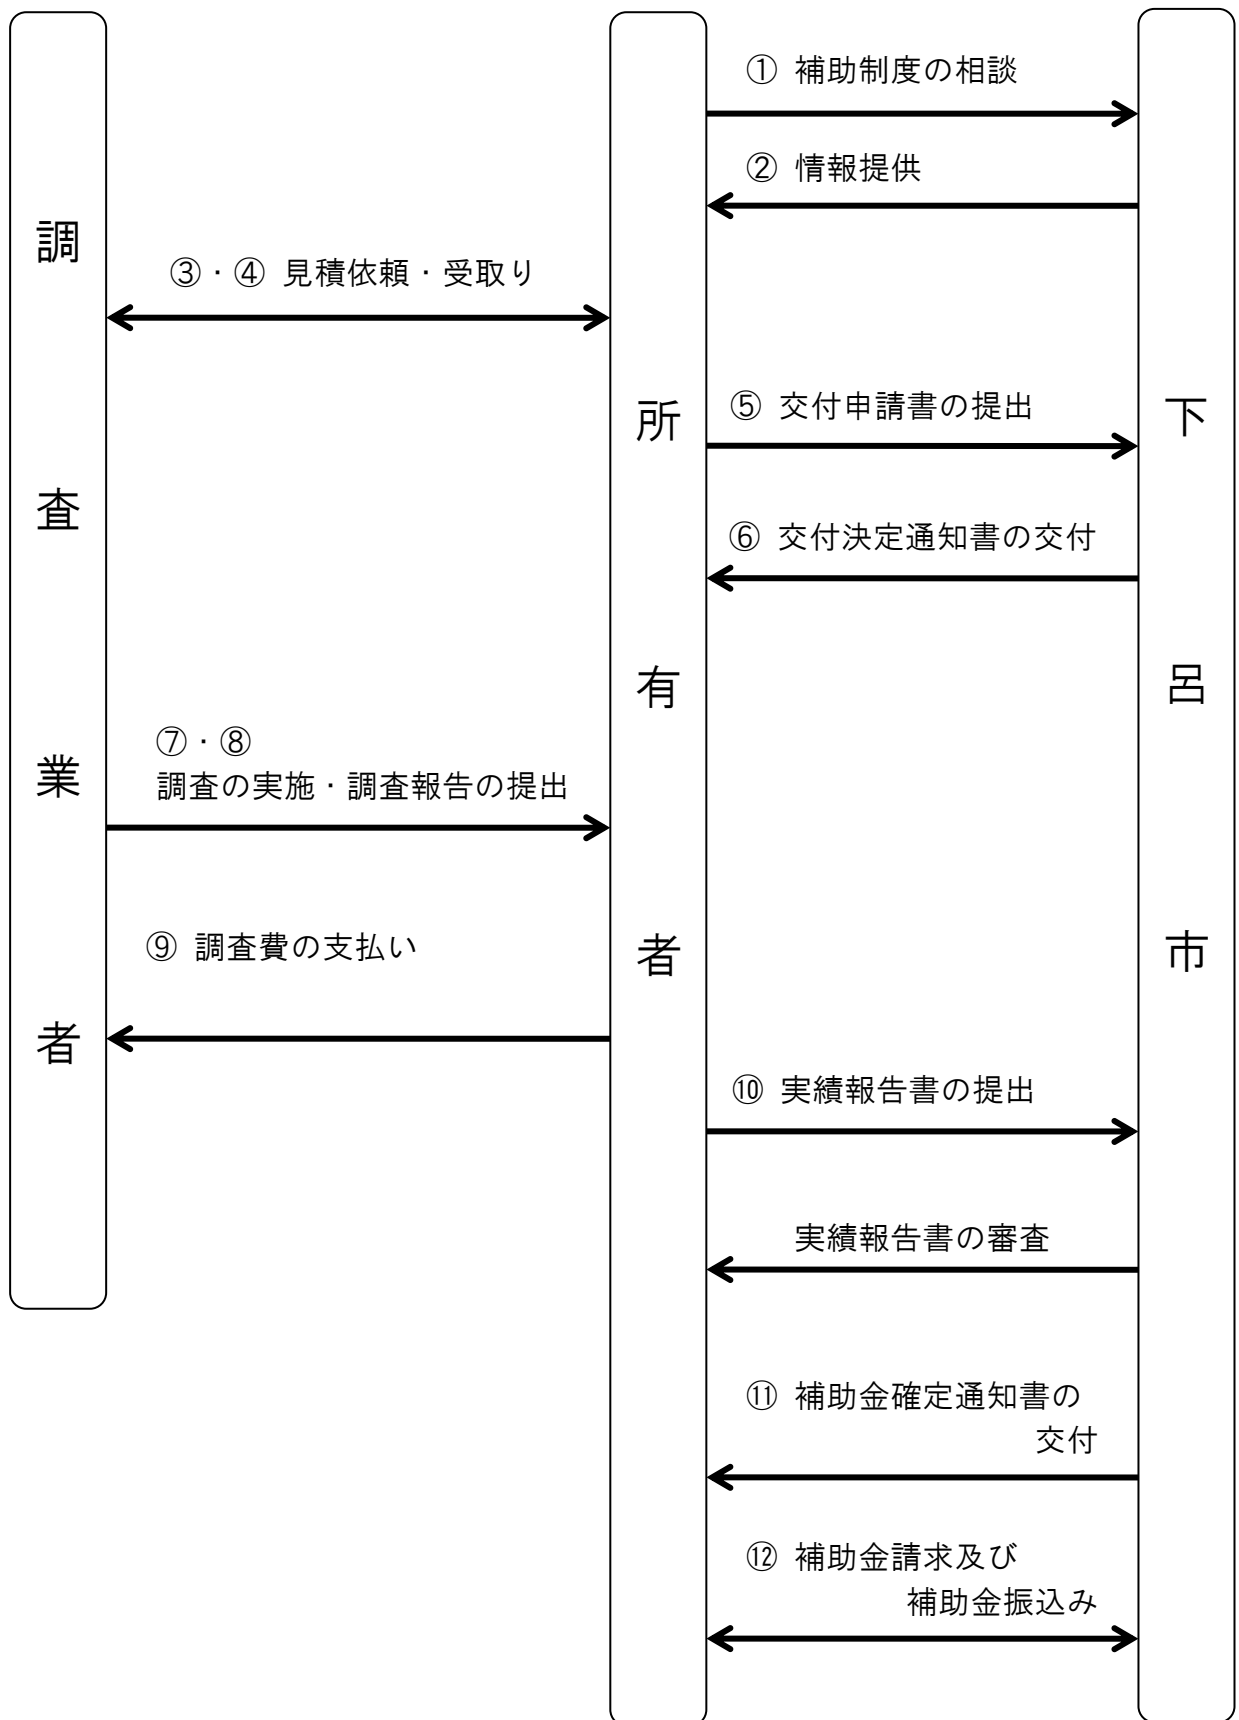 ① 補助制度の相談
② 情報提供
③・④ 見積依頼・受取り
⑤ 交付申請書の提出
⑥ 交付決定通知書の交付
⑦・⑧
調査の実施・調査報告の提出
⑨ 調査費の支払い
⑩ 実績報告書の提出
実績報告書の審査
⑪ 補助金確定通知書の
交付
⑫ 補助金請求及び
補助金振込み
調査業者
所有者
下呂市